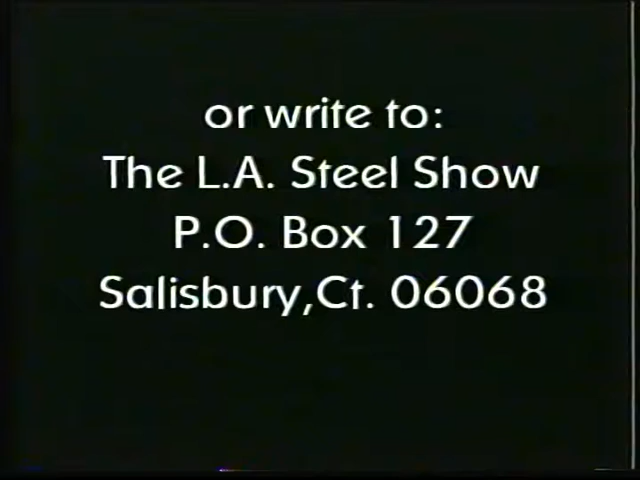 or write to:
The L.A. Steel Show
P.O. Box 127
Salisbury,Ct. 06068